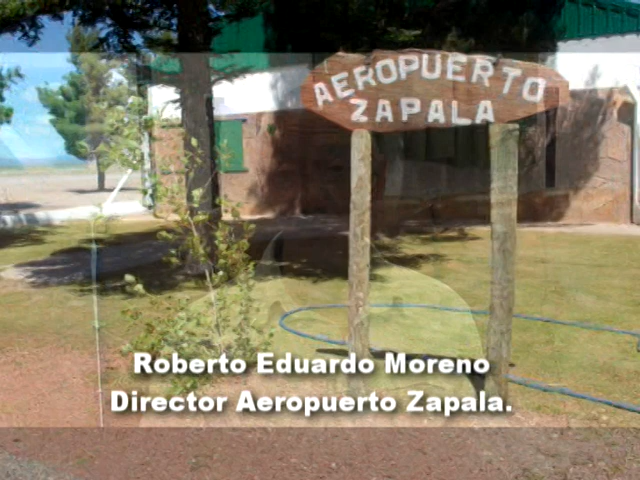 AEROPUERTO
ZAPALA
Roberto Eduardo Moreno
Director Aeropuerto Zapala.